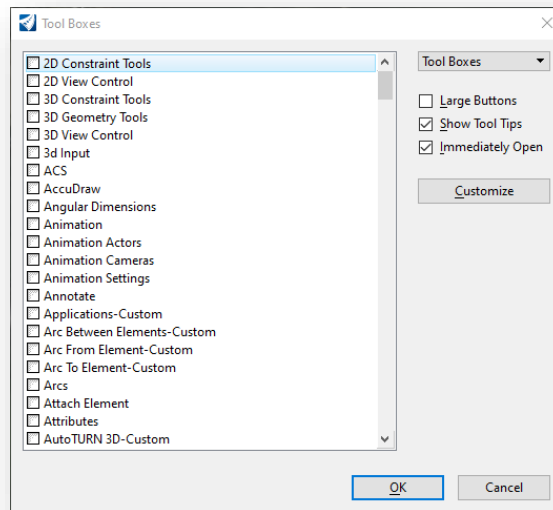 Tool Boxes
2D Constraint Tools
2D View Control
3D Constraint Tools
3D Geometry Tools
3D View Control
3d Input
ACS
AccuDraw
Angular Dimensions
Animation
Animation Actors
Animation Cameras
Animation Settings
Annotate
Applications-Custom
Arc Between Elements-Custom
Arc From Element-Custom
Arc To Element-Custom
Arcs
Attach Element
Attributes
AutoTURN 3D-Custom
Tool Boxes
Large Buttons
Show Tool Tips
Immediately Open
Customize
OK
Cancel